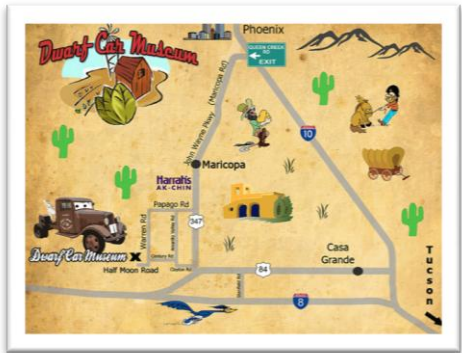 Phoenix
Dwarf Car Museum
QUEEN CREEK
RD
EXIT
John Wayne Pkwy (Maricopa Rd)
10
Maricopa
Harrah's
AK-CHIN
Papago Rd
Warren Rd
347
Dwarf Car Museum X
Half Moon Road
84
Casa
Grande
8
Tucson